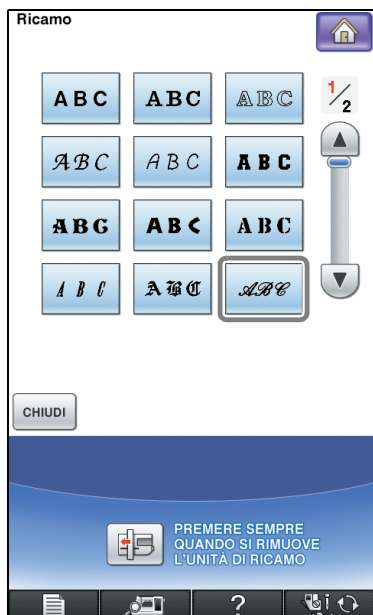 Ricamo
ABC ABC ABC 1/2
ABC ABC ABC
ABC ABC ABC
ABC ABC ABC
CHIUDI
PREMERE SEMPRE
QUANDO SI RIMUOVE
L'UNITÀ DI RICAMO
?